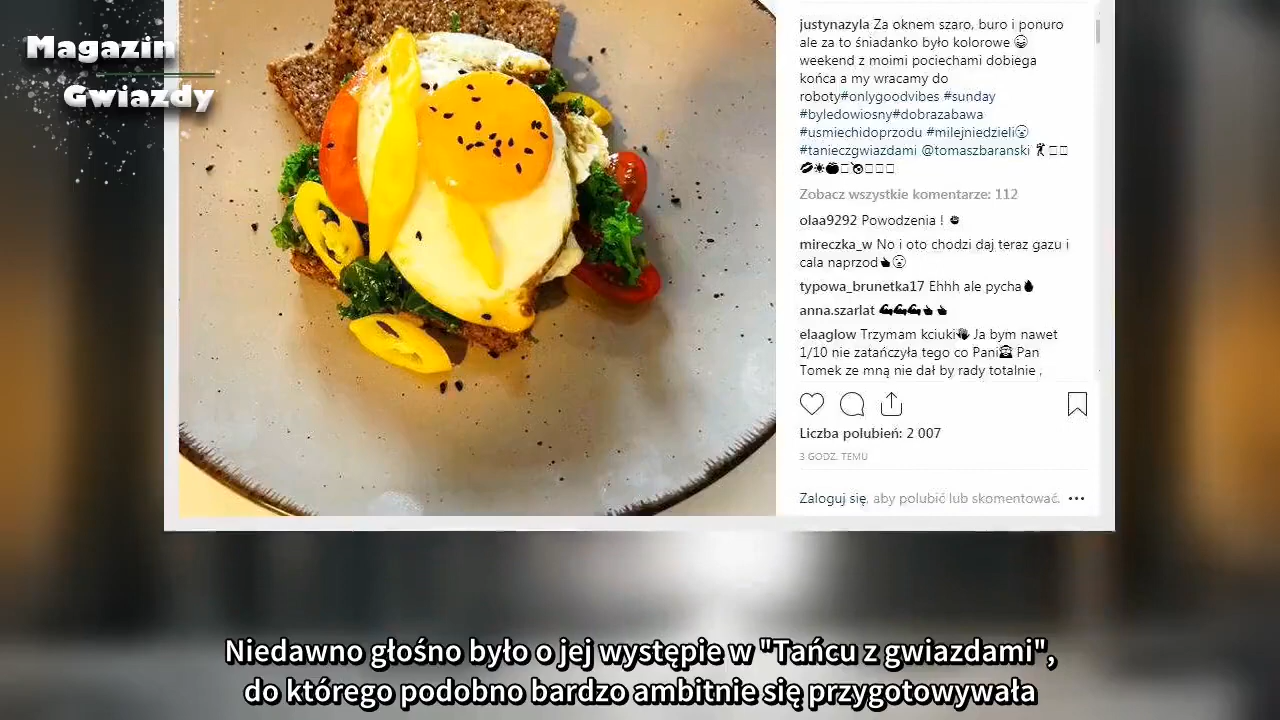 Magazin
Gwiazdy
justynazyla Za oknem szaro, buro i ponuro
ale za to śniadanko było kolorowe 😀
weekend z moimi pociechami dobiega
końca a my wracamy do
roboty#onlygoodvibes #sunday
#byledowiosny#dobrazabawa
#usmiechidoprzodu #milejniedzieli
#tanieczgwiazdami @tomaszbaranski
Zobacz wszystkie komentarze: 112
olaa9292 Powodzenia !
mireczka_w No i oto chodzi daj teraz gazu i
cala naprzod
typowa_brunetka17 Ehhh ale pycha
anna.szarlat
elaaglow Trzymam kciuki Ja bym nawet
1/10 nie zatańczyła tego co Pani Pan
Tomek ze mną nie dał by rady totalnie ,
Liczba polubień: 2 007
3 GODZ. TEMU
Zaloguj się, aby polubić lub skomentować.
Niedawno głośno było o jej występie w "Tańcu z gwiazdami",
do którego podobno bardzo ambitnie się przygotowywała